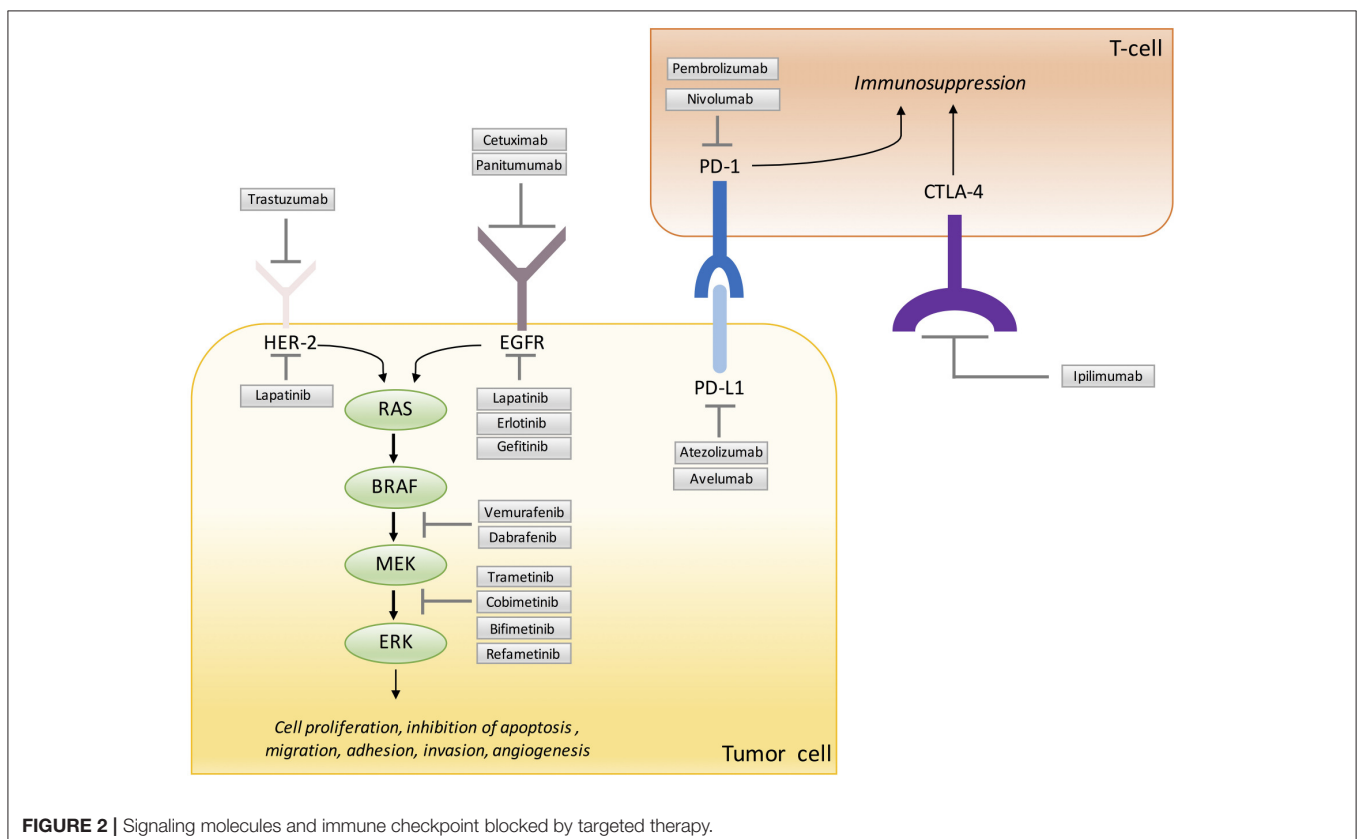 T-cell
Pembrolizumab
Nivolumab
Immunosuppression
PD-1
CTLA-4
Cetuximab
Panitumumab
Trastuzumab
HER-2
EGFR
Lapatinib
RAS
Lapatinib
Erlotinib
Gefitinib
PD-L1
Ipilimumab
Atezolizumab
Avelumab
BRAF
Vemurafenib
Dabrafenib
MEK
Trametinib
Cobimetinib
Bifimetinib
Refametinib
ERK
Cell proliferation, inhibition of apoptosis ,
migration, adhesion, invasion, angiogenesis
Tumor cell
FIGURE 2 | Signaling molecules and immune checkpoint blocked by targeted therapy.